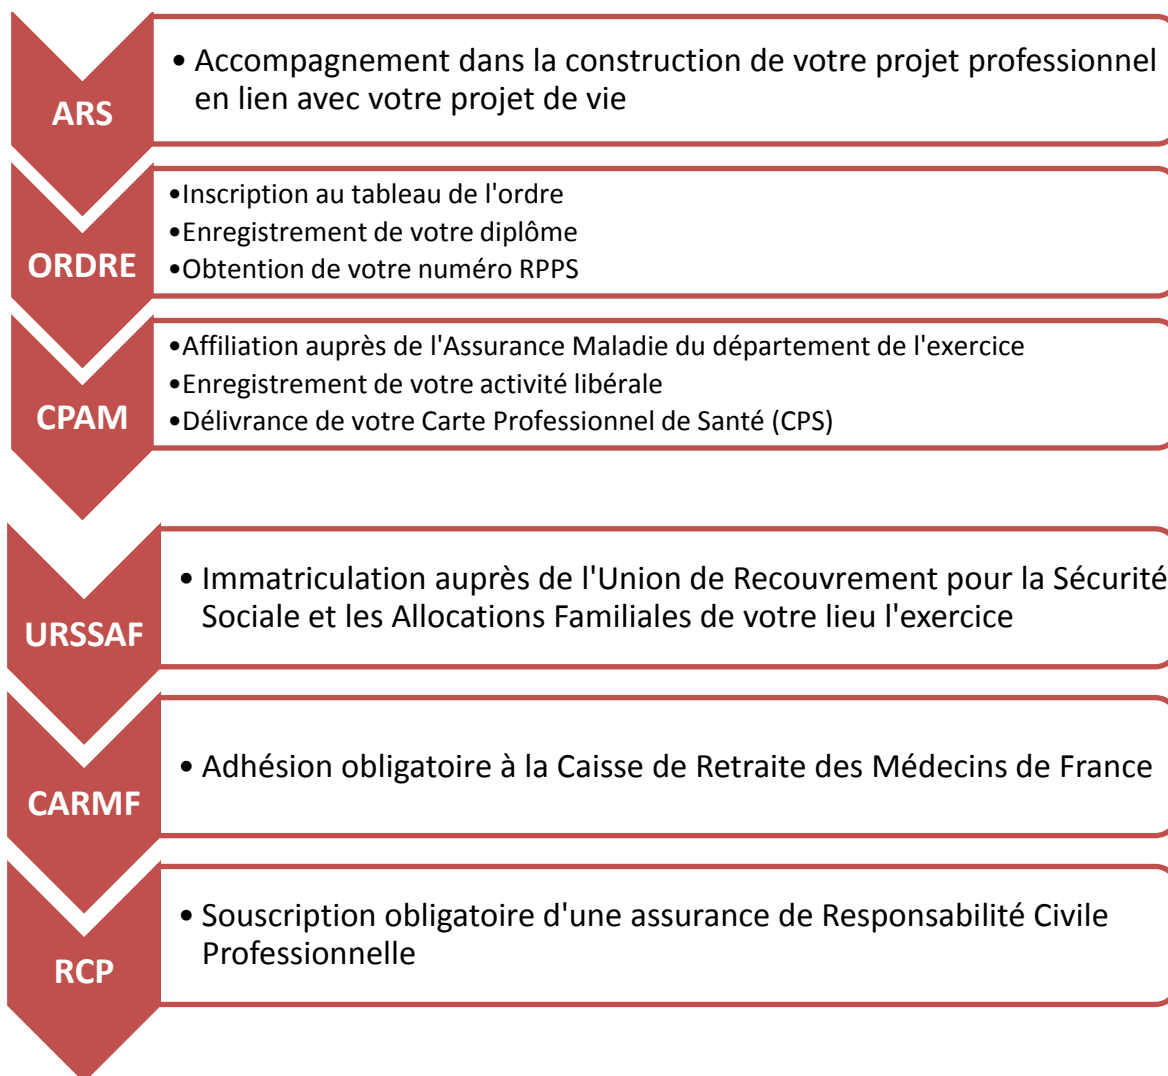 ARS
• Accompagnement dans la construction de votre projet professionnel
en lien avec votre projet de vie
ORDRE
•Inscription au tableau de l'ordre
•Enregistrement de votre diplôme
•Obtention de votre numéro RPPS
CPAM
•Affiliation auprès de l'Assurance Maladie du département de l'exercice
•Enregistrement de votre activité libérale
•Délivrance de votre Carte Professionnel de Santé (CPS)
URSSAF
• Immatriculation auprès de l'Union de Recouvrement pour la Sécurité
Sociale et les Allocations Familiales de votre lieu l'exercice
CARMF
• Adhésion obligatoire à la Caisse de Retraite des Médecins de France
RCP
• Souscription obligatoire d'une assurance de Responsabilité Civile
Professionnelle